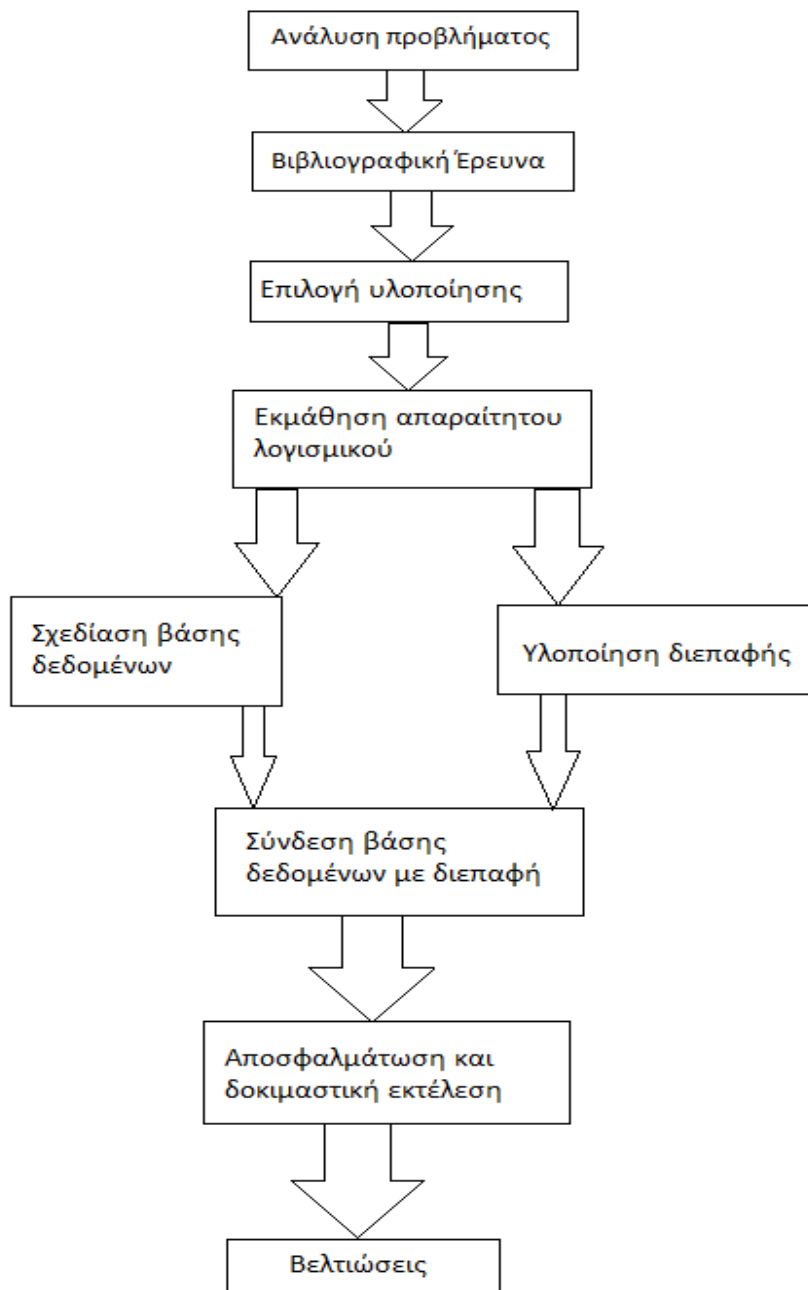 Ανάλυση προβλήματος
Βιβλιογραφική Έρευνα
Επιλογή υλοποίησης
Εκμάθηση απαραίτητου
λογισμικού
Σχεδίαση βάσης
δεδομένων
Υλοποίηση διεπαφής
Σύνδεση βάσης
δεδομένων με διεπαφή
Αποσφαλμάτωση και
δοκιμαστική εκτέλεση
Βελτιώσεις